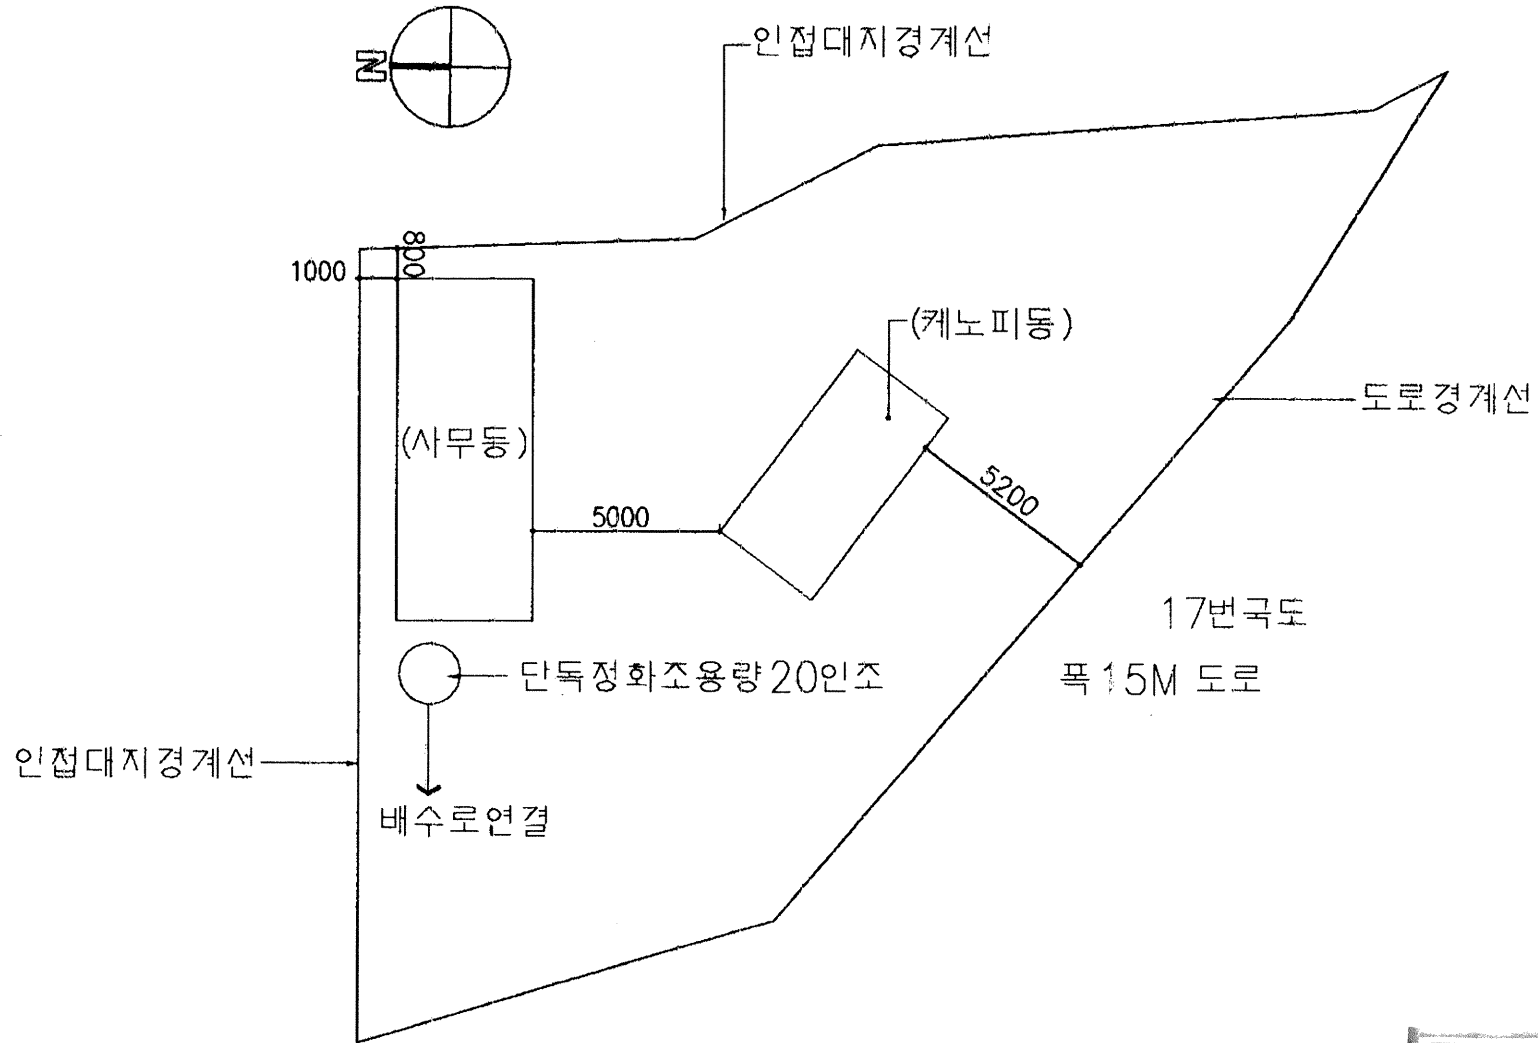 인접대지경계선
N
800
1000
(케노피동)
도로경계선
(사무동)
5200
5000
17번국도
단독정화조용량20인조
폭15M 도로
인접대지경계선
배수로연결